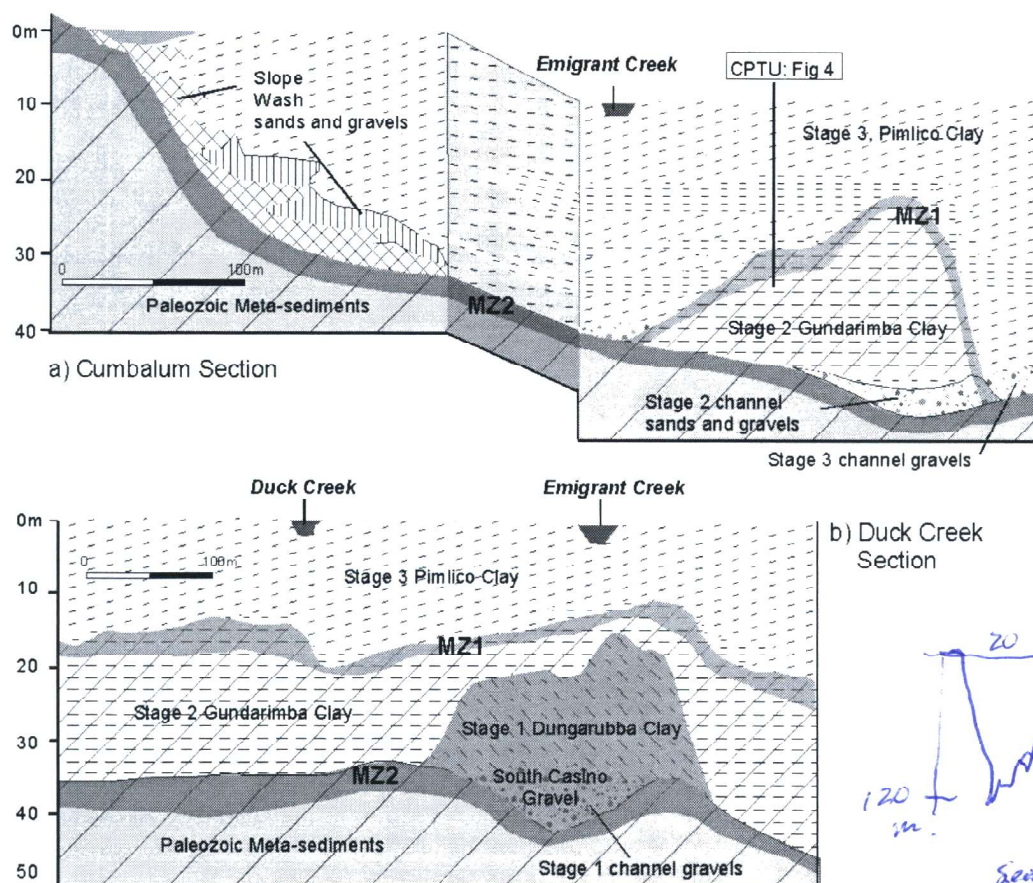 0m
10
20
30
40
Slope
Wash
sands and gravels
0
100m
Paleozoic Meta-sediments
MZ2
Emigrant Creek
CPTU: Fig 4
Stage 3, Pimlico Clay
MZ1
Stage 2 Gundarimba Clay
Stage 2 channel
sands and gravels
Stage 3 channel gravels
a) Cumbalum Section
Duck Creek
Emigrant Creek
b) Duck Creek
Section
0m
10
20
30
40
50
0
100m
Stage 3 Pimlico Clay
MZ1
Stage 2 Gundarimba Clay
Stage 1 Dungarubba Clay
MZ2
South Casino
Gravel
Paleozoic Meta-sediments
Stage 1 channel gravels
20
120
m.